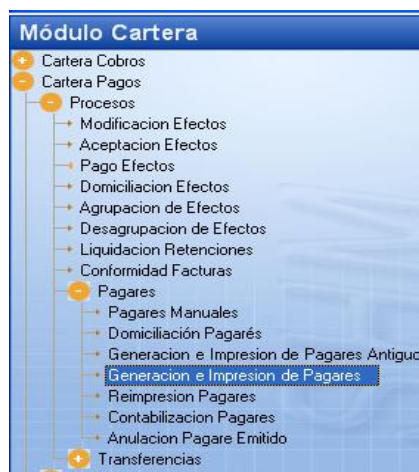 Módulo Cartera
Cartera Cobros
Cartera Pagos
Procesos
Modificacion Efectos
Aceptacion Efectos
Pago Efectos
Domiciliacion Efectos
Agrupacion de Efectos
Desagrupacion de Efectos
Liquidacion Retenciones
Conformidad Facturas
Pagares
Pagares Manuales
Domiciliación Pagarés
Generacion e Impresion de Pagares Antiguo
Generacion e Impresion de Pagares
Reimpresion Pagares
Contabilizacion Pagares
Anulacion Pagare Emitido
Transferencias